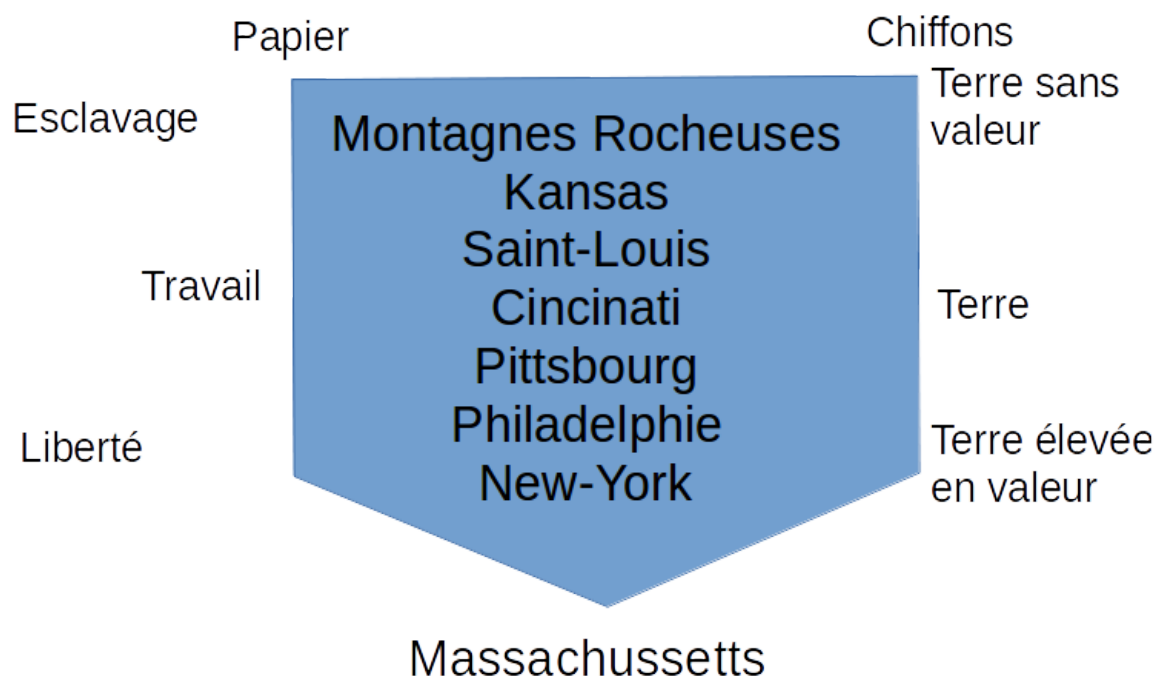 Papier
Chiffons
Esclavage
Terre sans
valeur
Montagnes Rocheuses
Kansas
Saint-Louis
Travail
Cincinati
Terre
Pittsbourg
Philadelphie
Liberté
Terre élevée
en valeur
New-York
Massachussetts